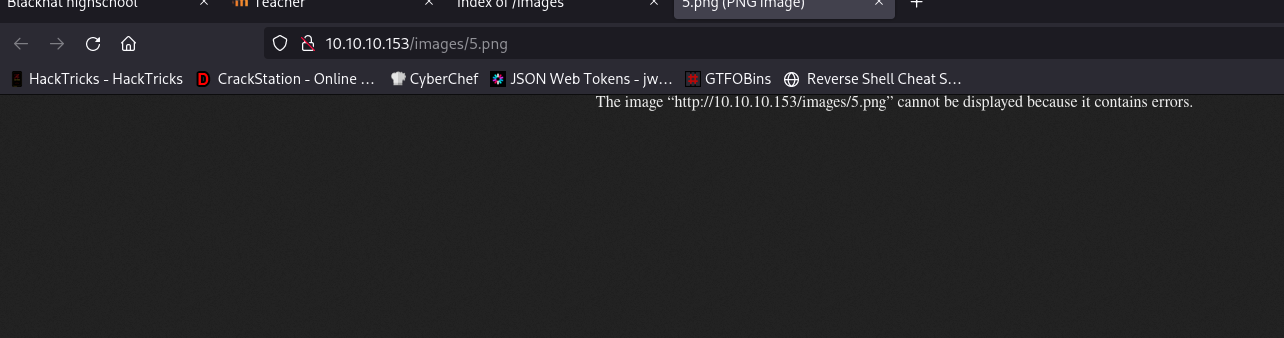 Blackhat highschool × Teacher × Index of /images × 5.png (PNG Image) × +
10.10.10.153/images/5.png
HackTricks - HackTricks CrackStation - Online ... CyberChef JSON Web Tokens - jw... GTFOBins Reverse Shell Cheat S...
The image “http://10.10.10.153/images/5.png” cannot be displayed because it contains errors.